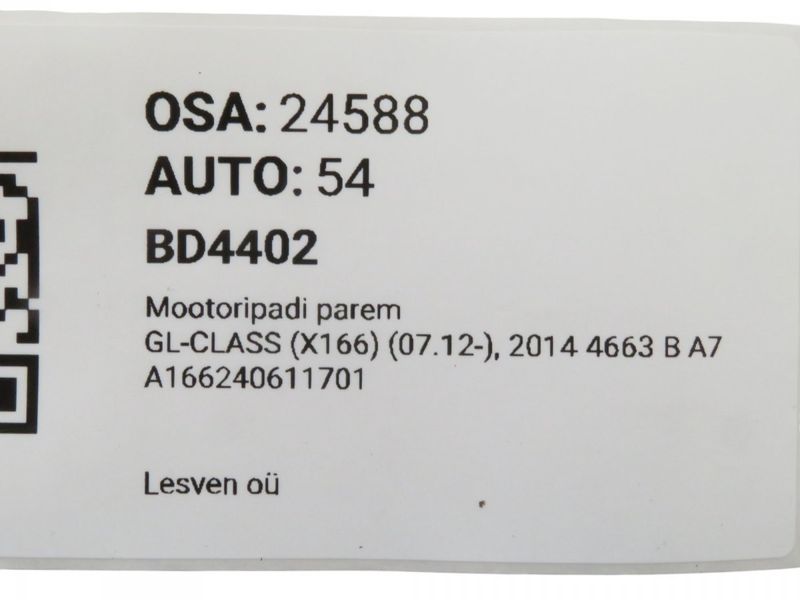 OSA: 24588
AUTO: 54
BD4402
Mootoripadi parem
GL-CLASS (X166) (07.12-), 2014 4663 B A7
A166240611701
Lesven oü